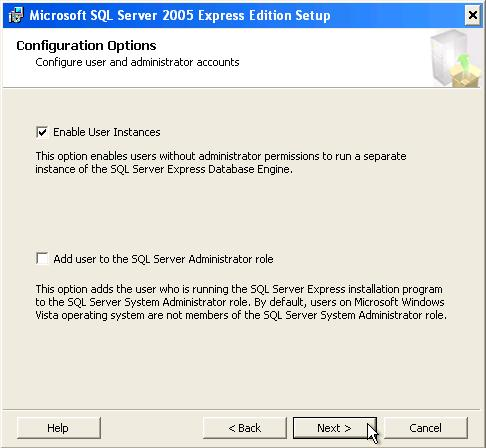 Microsoft SQL Server 2005 Express Edition Setup
Configuration Options
Configure user and administrator accounts
Enable User Instances
This option enables users without administrator permissions to run a separate
instance of the SQL Server Express Database Engine.
Add user to the SQL Server Administrator role
This option adds the user who is running the SQL Server Express installation program
to the SQL Server System Administrator role. By default, users on Microsoft Windows
Vista operating system are not members of the SQL Server System Administrator role.
Help
< Back
Next >
Cancel